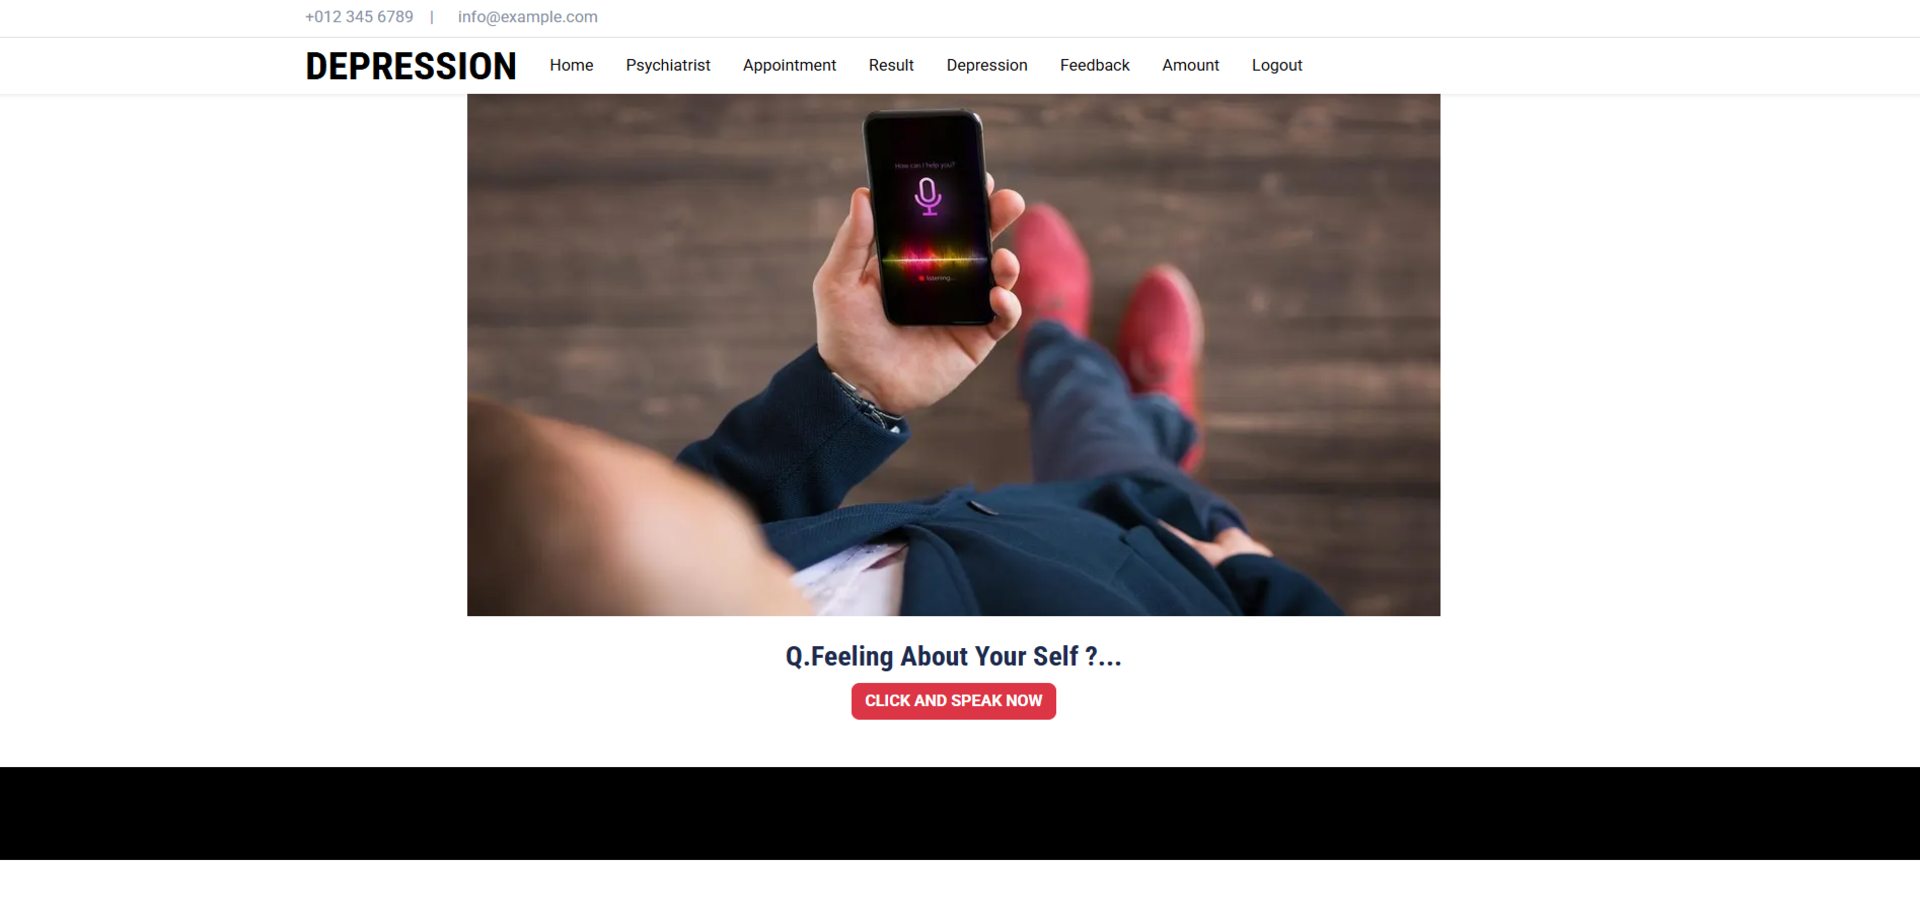 +012 345 6789 | info@example.com
DEPRESSION Home Psychiatrist Appointment Result Depression Feedback Amount Logout
How can I help you?
listening...
Q.Feeling About Your Self ?...
CLICK AND SPEAK NOW